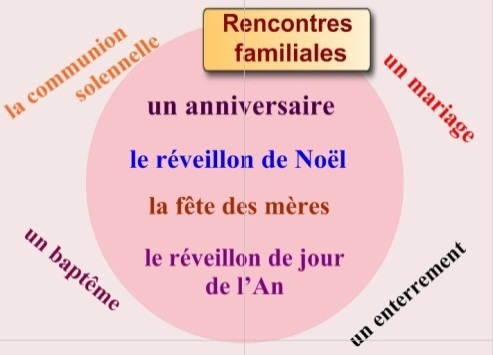 Rencontres
familiales
la communion
solennelle
un mariage
un anniversaire
le réveillon de Noël
la fête des mères
le réveillon de jour
de l’An
un baptême
un enterrement